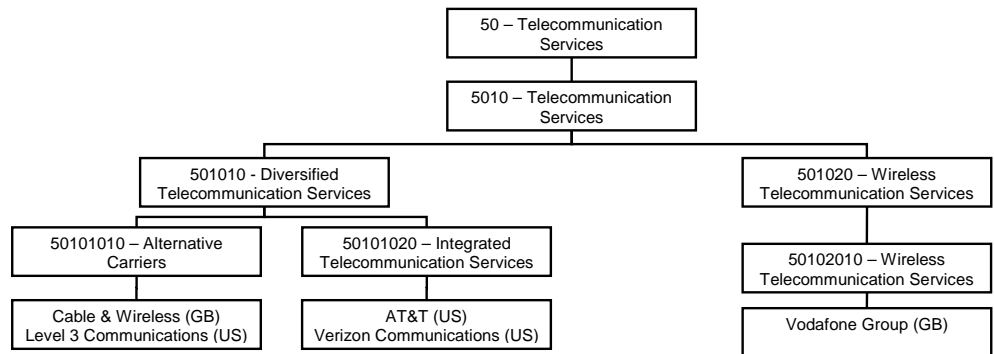 50 – Telecommunication
Services
5010 – Telecommunication
Services
501010 - Diversified
Telecommunication Services
501020 – Wireless
Telecommunication Services
50101010 – Alternative
Carriers
50101020 – Integrated
Telecommunication Services
50102010 – Wireless
Telecommunication Services
Cable & Wireless (GB)
Level 3 Communications (US)
AT&T (US)
Verizon Communications (US)
Vodafone Group (GB)